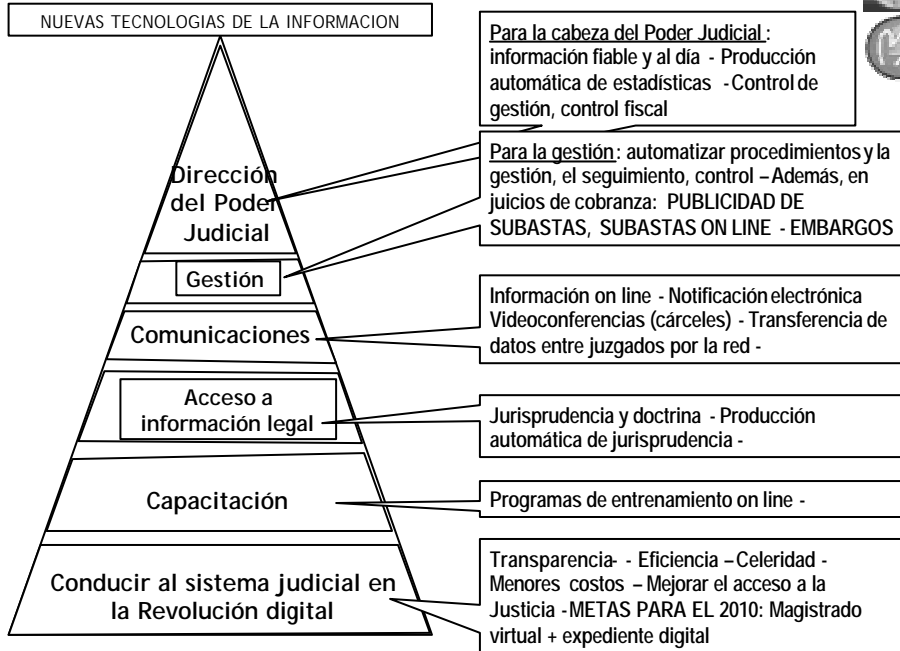 NUEVAS TECNOLOGIAS DE LA INFORMACION
Para la cabeza del Poder Judicial:
información fiable y al día - Producción
automática de estadísticas - Control de
gestión, control fiscal
Dirección
del Poder
Judicial
Para la gestión: automatizar procedimientos y la
gestión, el seguimiento, control – Además, en
juicios de cobranza: PUBLICIDAD DE
SUBASTAS, SUBASTAS ON LINE - EMBARGOS
Gestión
Información on line - Notificación electrónica
Videoconferencias (cárceles) - Transferencia de
datos entre juzgados por la red -
Comunicaciones
Acceso a
información legal
Jurisprudencia y doctrina - Producción
automática de jurisprudencia -
Capacitación
Programas de entrenamiento on line -
Conducir al sistema judicial en
la Revolución digital
Transparencia- - Eficiencia – Celeridad -
Menores costos – Mejorar el acceso a la
Justicia - METAS PARA EL 2010: Magistrado
virtual + expediente digital